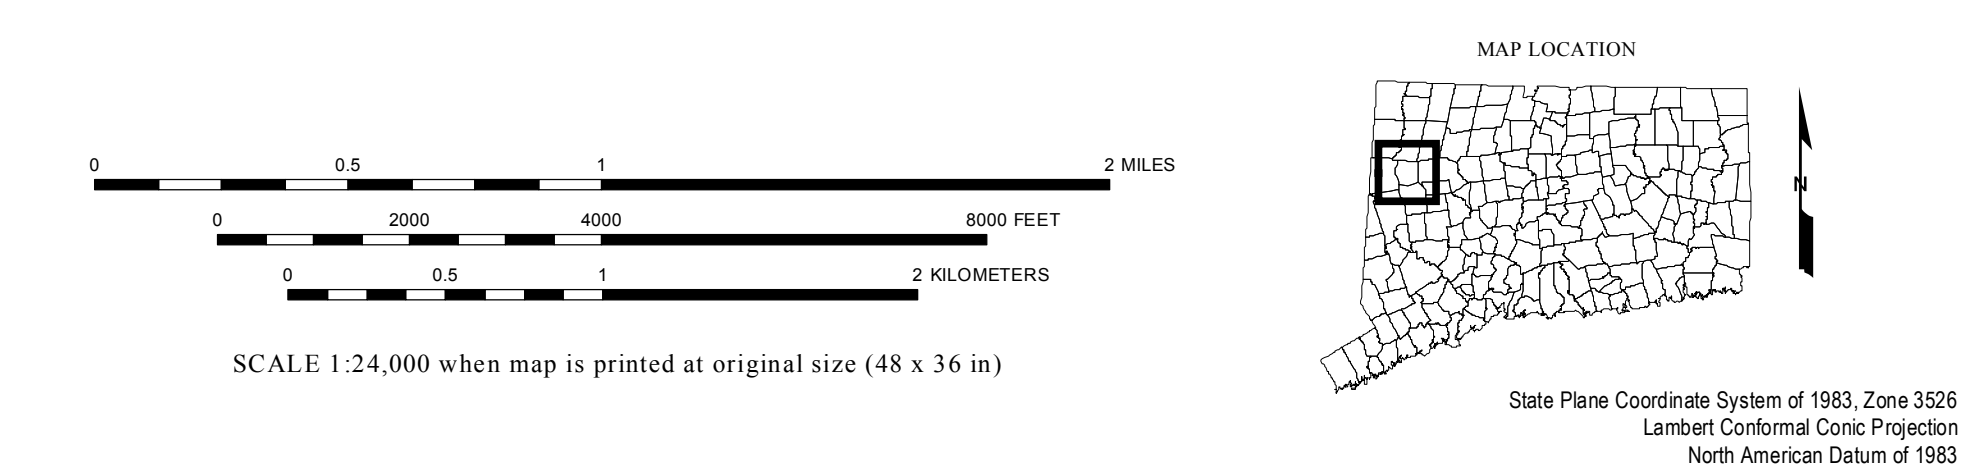 MAP LOCATION
0 0.5 1 2 MILES
0 2000 4000 8000 FEET
0 0.5 1 2 KILOMETERS
N
SCALE 1:24,000 when map is printed at original size (48 x 36 in)
State Plane Coordinate System of 1983, Zone 3526
Lambert Conformal Conic Projection
North American Datum of 1983